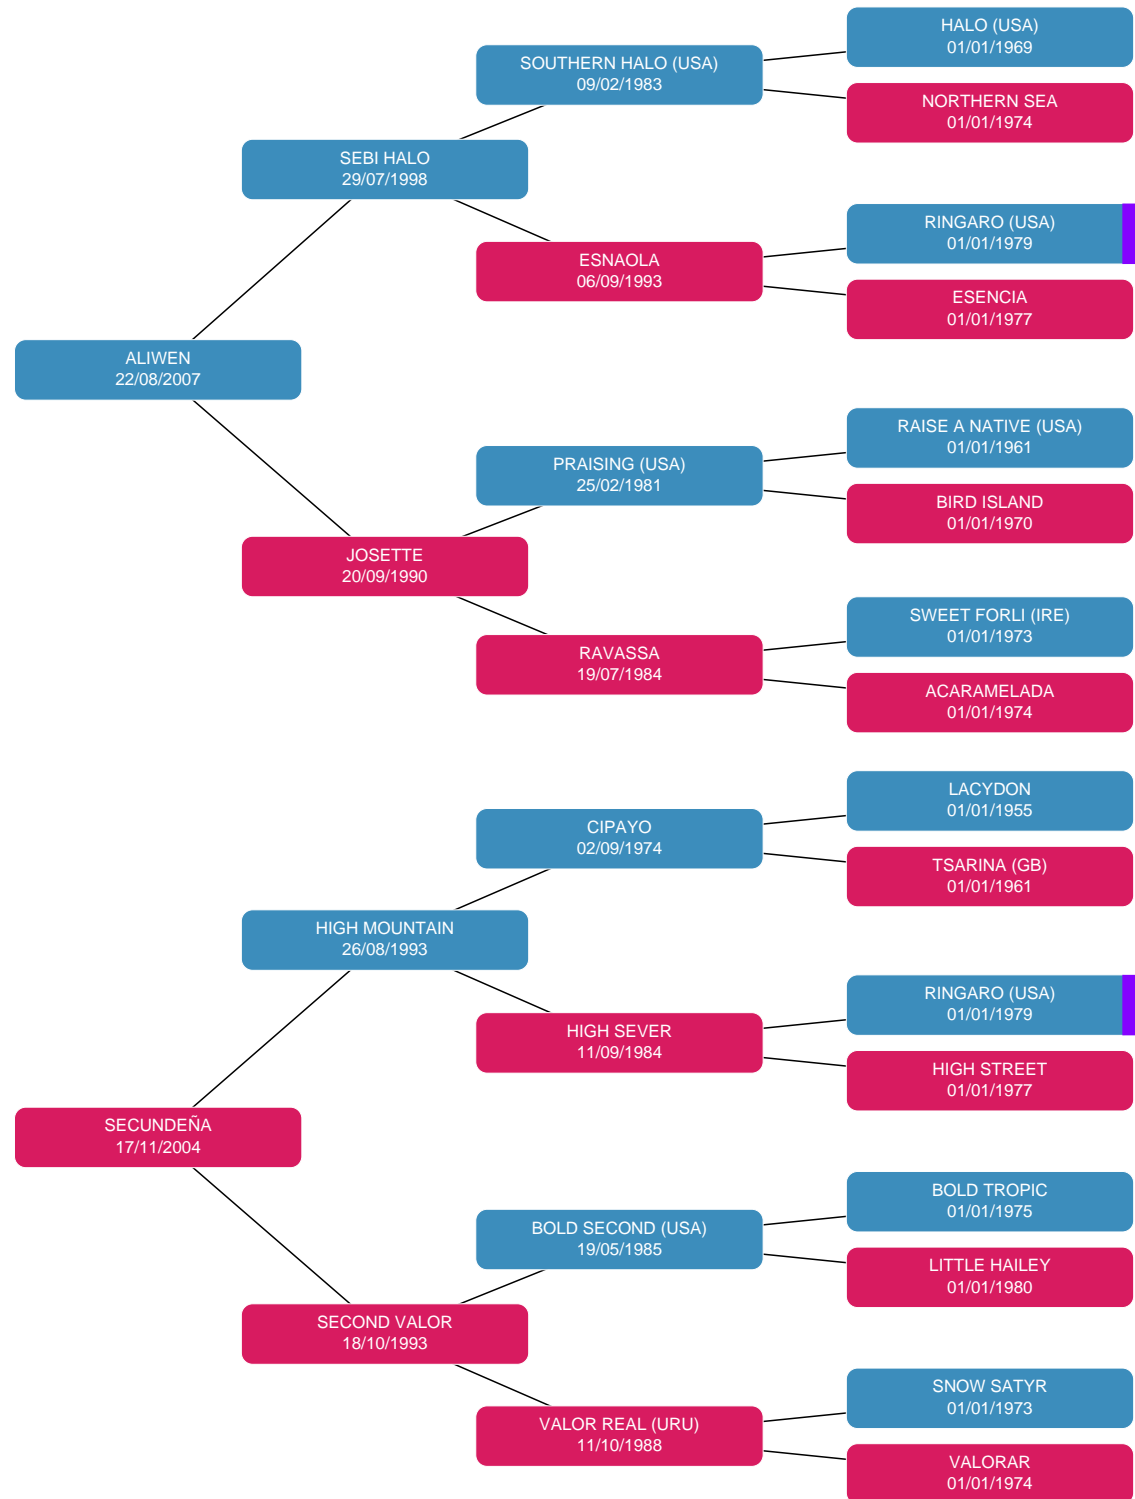 HALO (USA)
01/01/1969
SOUTHERN HALO (USA)
09/02/1983
NORTHERN SEA
01/01/1974
SEBI HALO
29/07/1998
RINGARO (USA)
01/01/1979
ESNAOLA
06/09/1993
ESENCIA
01/01/1977
ALIWEN
22/08/2007
RAISE A NATIVE (USA)
01/01/1961
PRAISING (USA)
25/02/1981
BIRD ISLAND
01/01/1970
JOSETTE
20/09/1990
SWEET FORLI (IRE)
01/01/1973
RAVASSA
19/07/1984
ACARAMELADA
01/01/1974
LACYDON
01/01/1955
CIPAYO
02/09/1974
TSARINA (GB)
01/01/1961
HIGH MOUNTAIN
26/08/1993
RINGARO (USA)
01/01/1979
HIGH SEVER
11/09/1984
HIGH STREET
01/01/1977
SECUNDEÑA
17/11/2004
BOLD TROPIC
01/01/1975
BOLD SECOND (USA)
19/05/1985
LITTLE HAILEY
01/01/1980
SECOND VALOR
18/10/1993
SNOW SATYR
01/01/1973
VALOR REAL (URU)
11/10/1988
VALORAR
01/01/1974